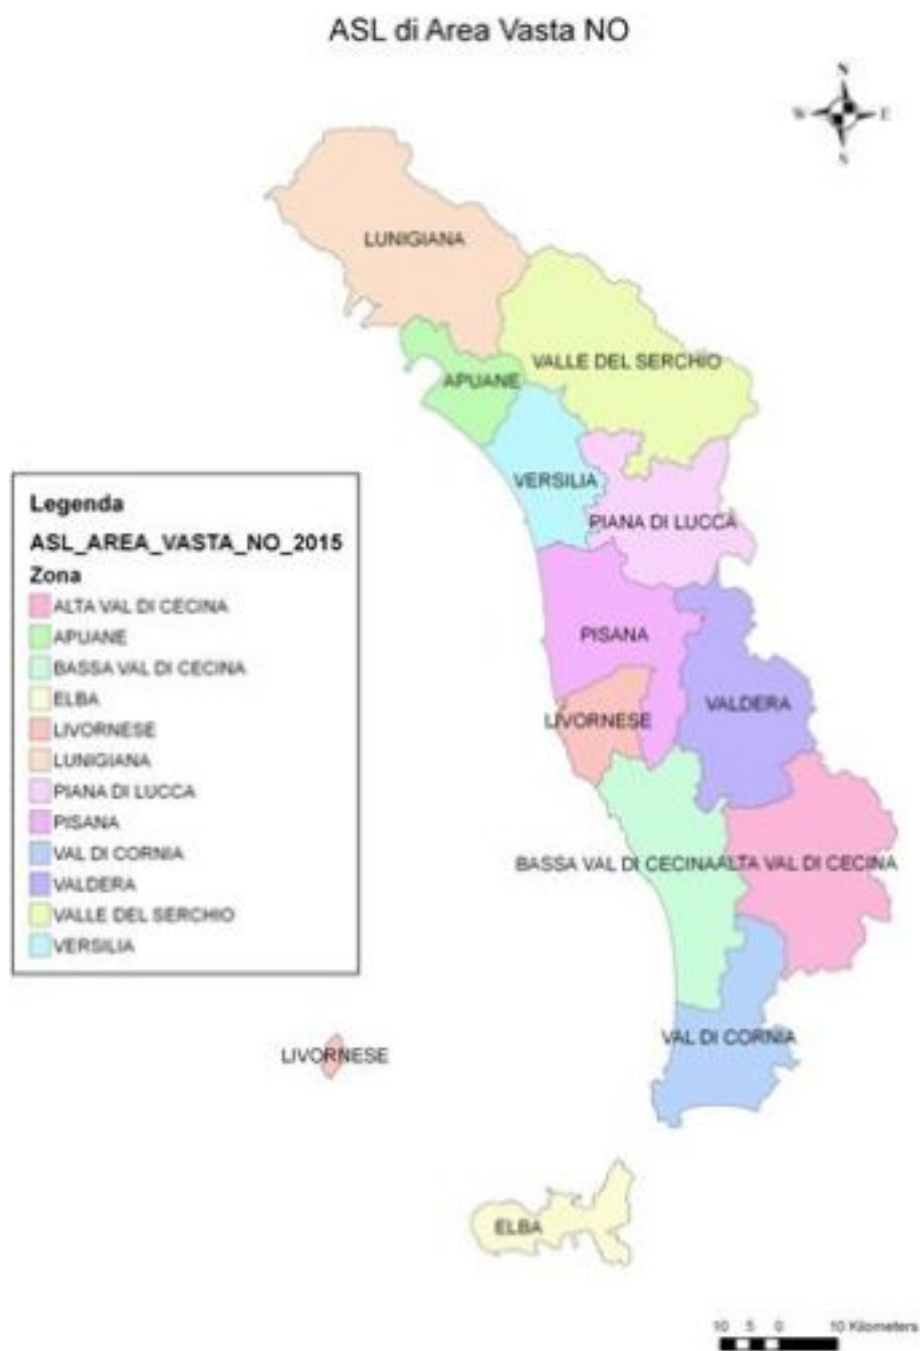 ASL di Area Vasta NO
N
W E
S
LUNIGIANA
VALLE DEL SERCHIO
APUANE
VERSILIA
PIANA DI LUCCA
PISANA
VALDERA
LIVORNESE
BASSA VAL DI CECINA
ALTA VAL DI CECINA
VAL DI CORNIA
LIVORNESE
ELBA
Legenda
ASL_AREA_VASTA_NO_2015
Zona
ALTA VAL DI CECINA
APUANE
BASSA VAL DI CECINA
ELBA
LIVORNESE
LUNIGIANA
PIANA DI LUCCA
PISANA
VAL DI CORNIA
VALDERA
VALLE DEL SERCHIO
VERSILIA
10 5 0 10 Kilometers